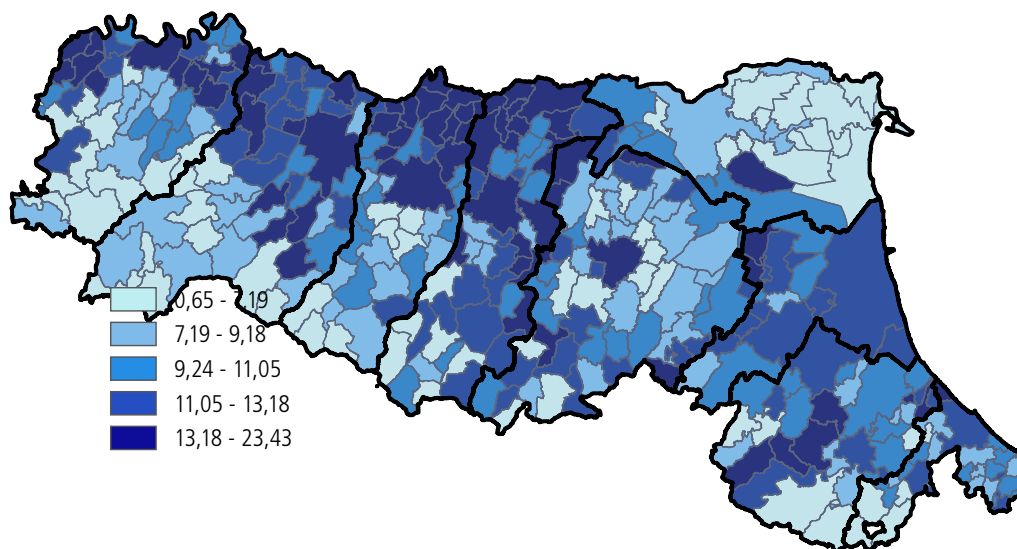 0,65 - 7,19
7,19 - 9,18
9,24 - 11,05
11,05 - 13,18
13,18 - 23,43